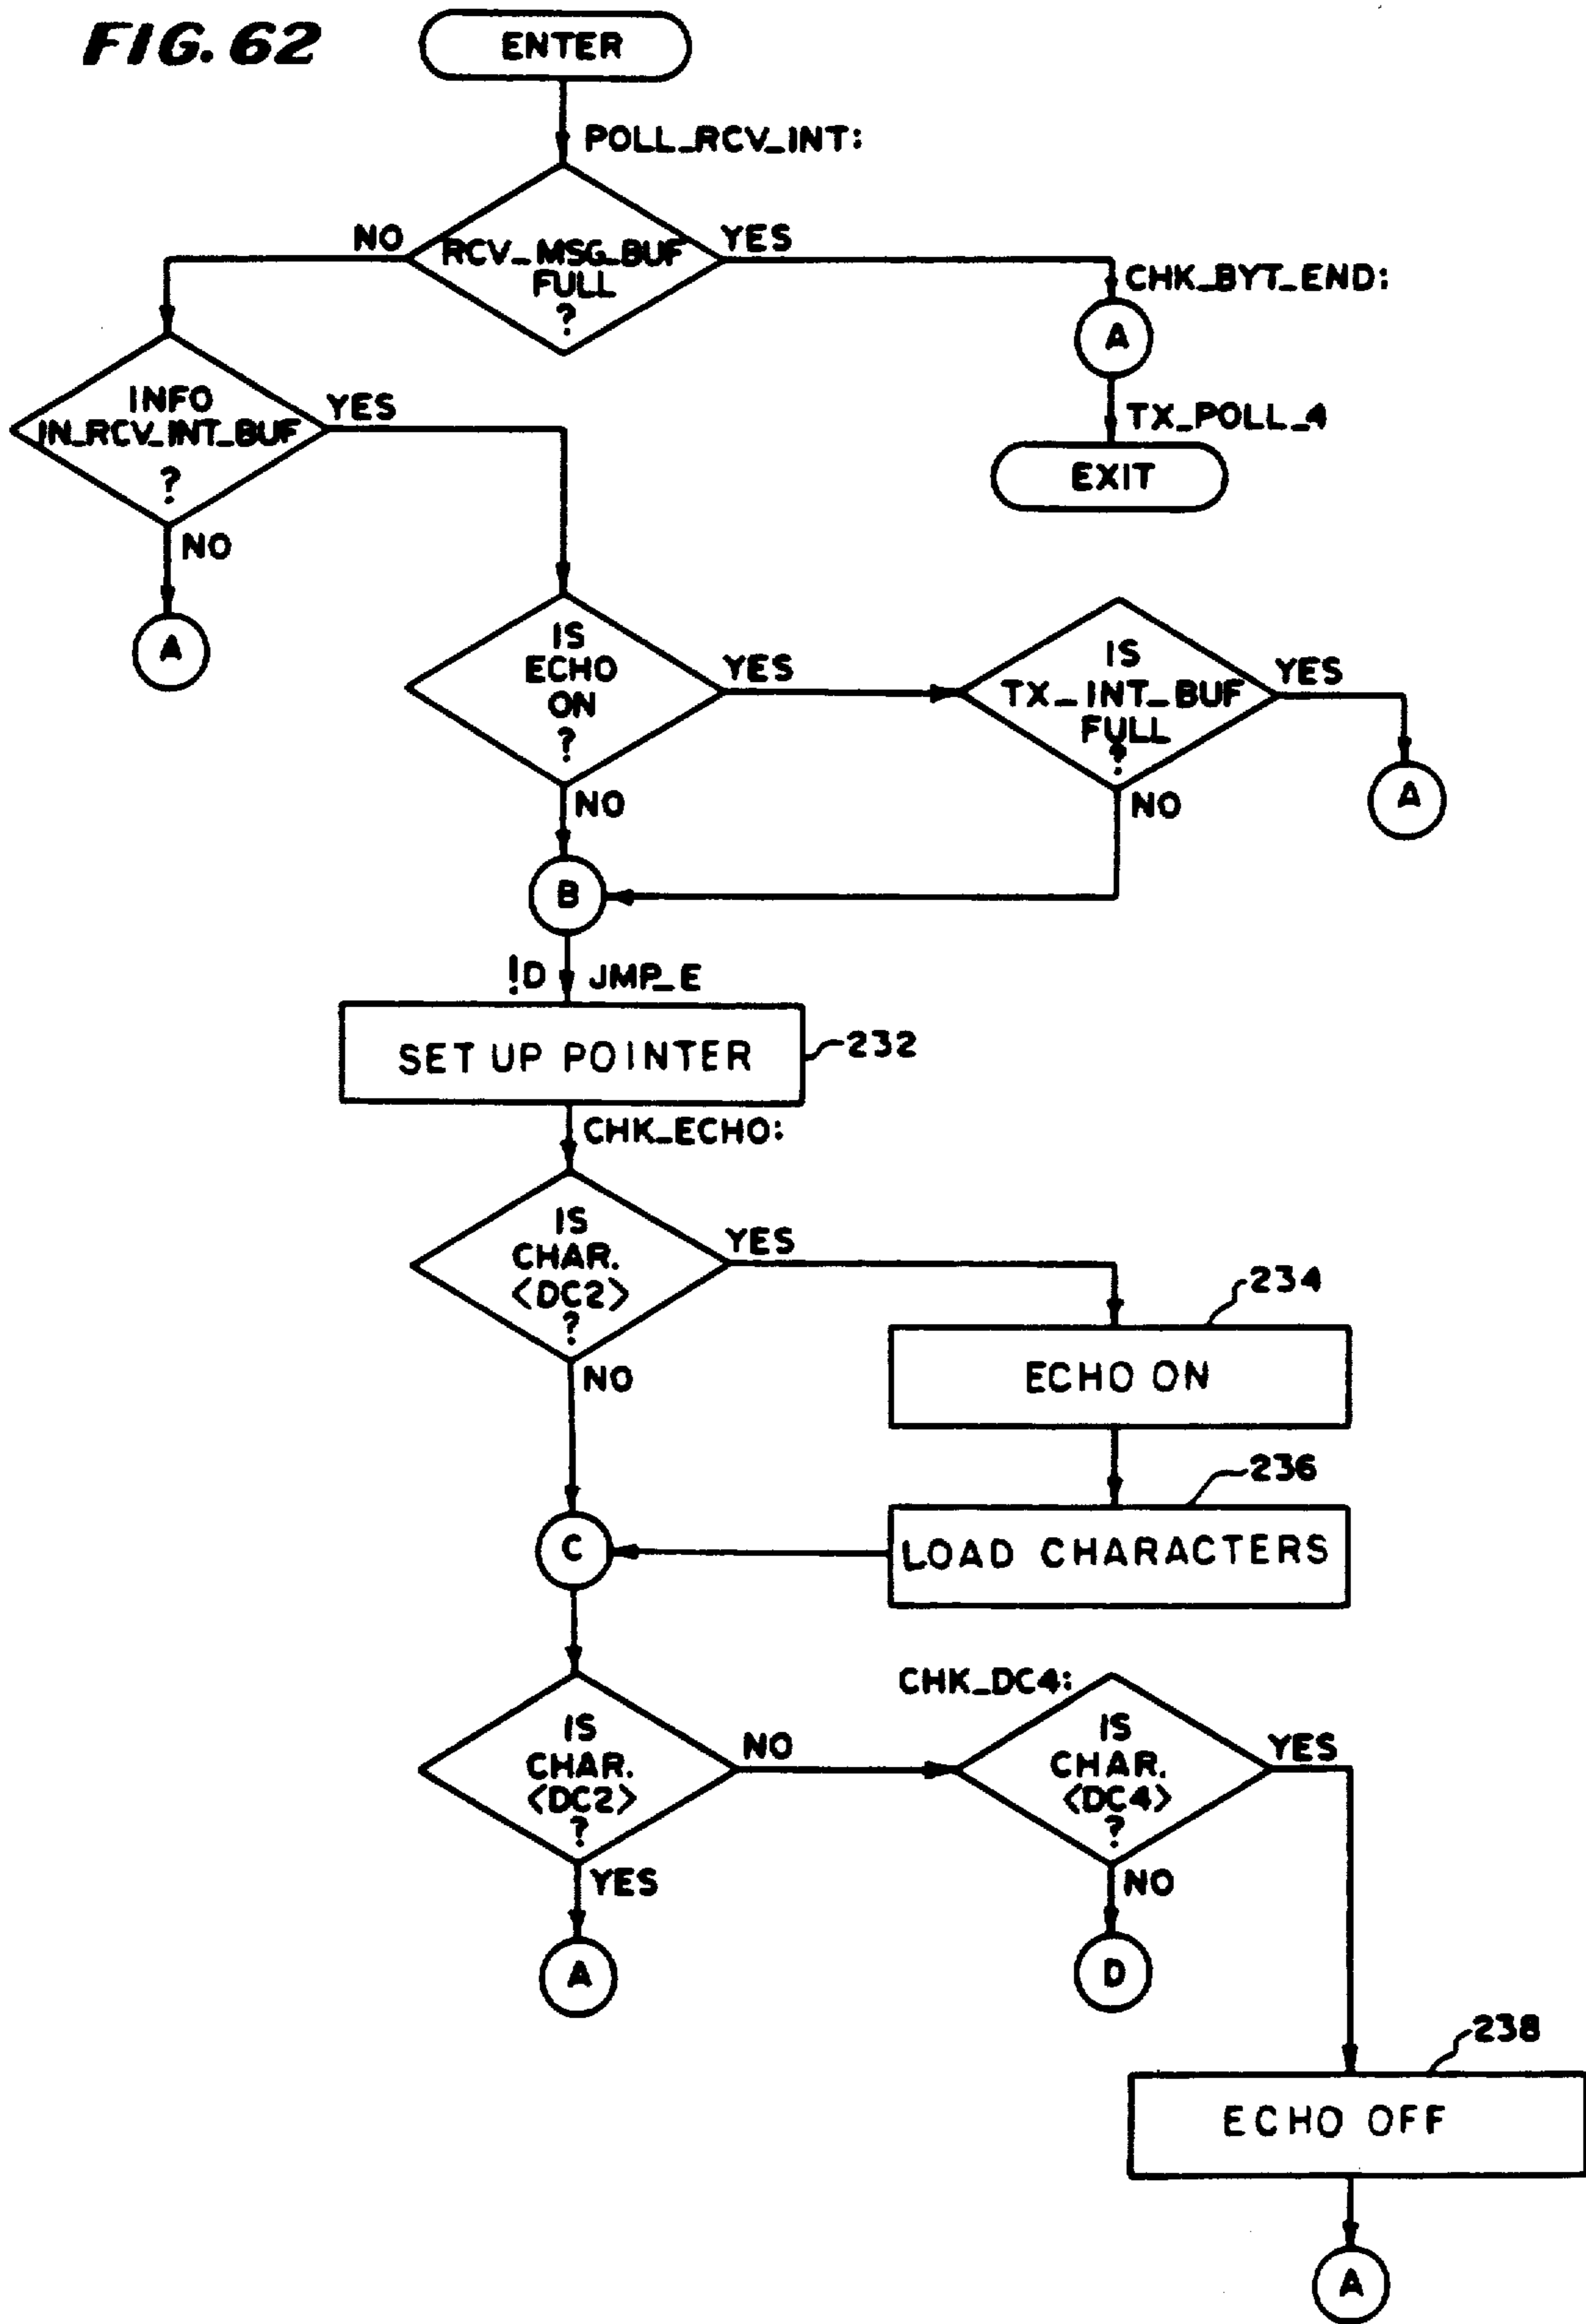 FIG. 62
ENTER
POLL_RCV_INT:
NO
RCV_MSG_BUF
FULL
?
YES
CHK_BYT_END:
A
TX_POLL_4
EXIT
INFO
IN_RCV_INT_BUF
?
YES
NO
A
IS
ECHO
ON
?
YES
NO
IS
TX_INT_BUF
FULL
?
YES
NO
A
B
!D JMP_E
SET UP POINTER
232
CHK_ECHO:
IS
CHAR.
<DC2>
?
YES
NO
234
ECHO ON
236
LOAD CHARACTERS
C
IS
CHAR.
<DC2>
?
NO
YES
A
CHK_DC4:
IS
CHAR.
<DC4>
?
YES
NO
D
238
ECHO OFF
A